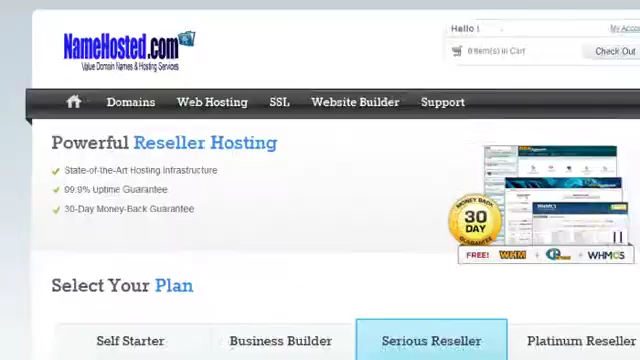 NameHosted.com
Value Domain Names & Hosting Services
Hello !
My Accou
0 Item(s) In Cart
Check Out
Domains
Web Hosting
SSL
Website Builder
Support
Powerful Reseller Hosting
State-of-the-Art Hosting Infrastructure
99.9% Uptime Guarantee
30-Day Money-Back Guarantee
MONEY BACK
30
DAY
GUARANTEE
FREE! WHM + + WHMCS
Select Your Plan
Self Starter
Business Builder
Serious Reseller
Platinum Reseller